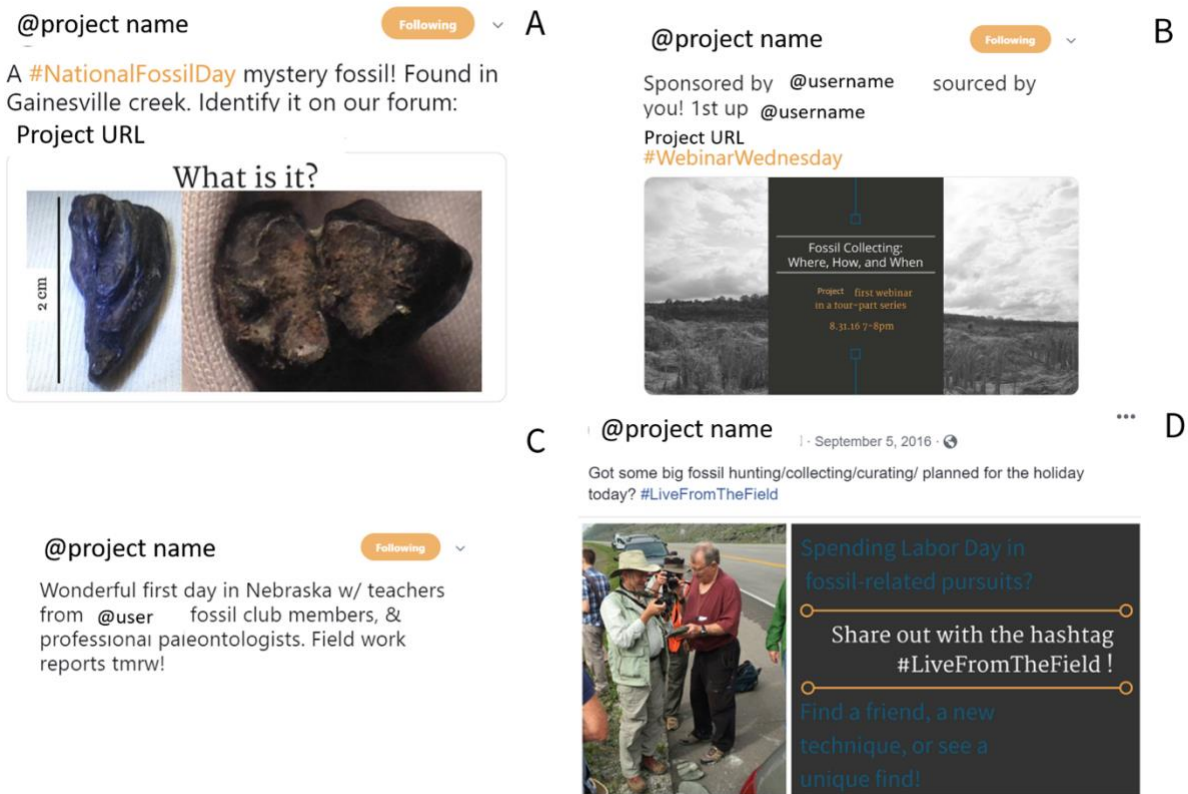 @project name
Following
A
A #NationalFossilDay mystery fossil! Found in
Gainesville creek. Identify it on our forum:
Project URL
What is it?
2 cm
@project name
Following
B
Sponsored by @username sourced by
you! 1st up @username
Project URL
#WebinarWednesday
Fossil Collecting:
Where, How, and When
Project first webinar
in a four-part series
8.31.16 7-8pm
C
@project name
Following
Wonderful first day in Nebraska w/ teachers
from @user fossil club members, &
professional paleontologists. Field work
reports tmrw!
@project name
· September 5, 2016 ·
D
Got some big fossil hunting/collecting/curating/ planned for the holiday
today? #LiveFromTheField
Spending Labor Day in
fossil-related pursuits?
Share out with the hashtag
#LiveFromTheField !
Find a friend, a new
technique, or see a
unique find!